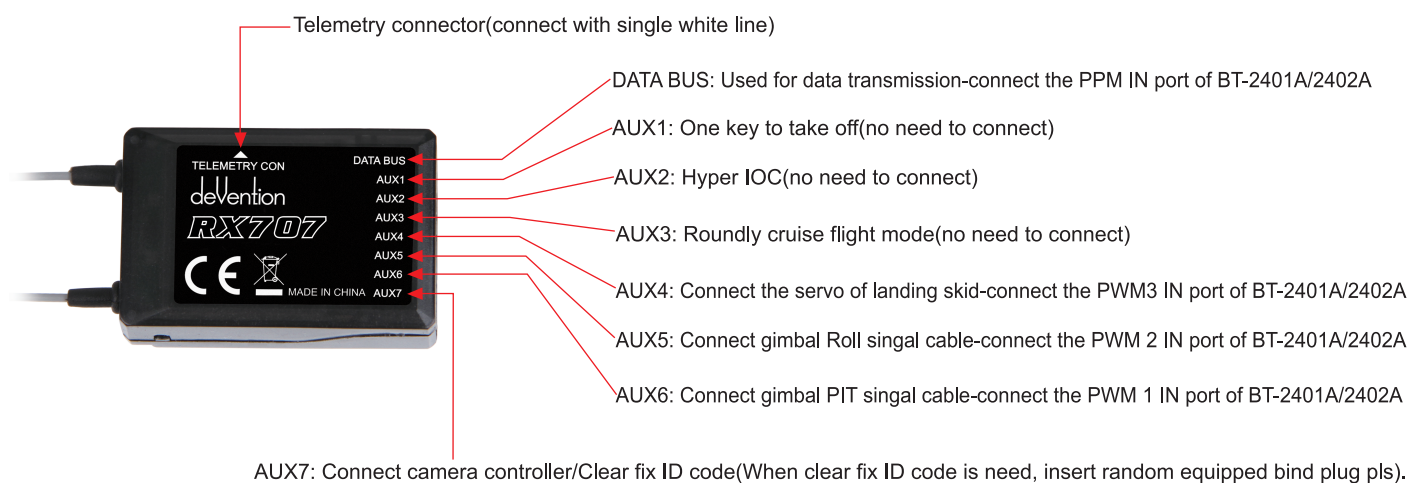 Telemetry connector(connect with single white line)
DATA BUS: Used for data transmission-connect the PPM IN port of BT-2401A/2402A
AUX1: One key to take off(no need to connect)
AUX2: Hyper IOC(no need to connect)
AUX3: Roundly cruise flight mode(no need to connect)
AUX4: Connect the servo of landing skid-connect the PWM3 IN port of BT-2401A/2402A
AUX5: Connect gimbal Roll singal cable-connect the PWM 2 IN port of BT-2401A/2402A
AUX6: Connect gimbal PIT singal cable-connect the PWM 1 IN port of BT-2401A/2402A
AUX7: Connect camera controller/Clear fix ID code(When clear fix ID code is need, insert random equipped bind plug pls).
TELEMETRY CON
deVention
RX707
CE
MADE IN CHINA
DATA BUS
AUX1
AUX2
AUX3
AUX4
AUX5
AUX6
AUX7